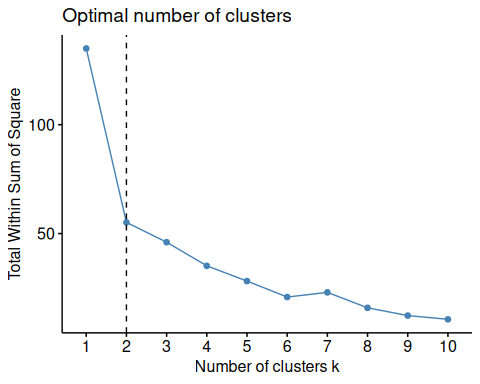 Optimal number of clusters
Total Within Sum of Square
100
50
1 2 3 4 5 6 7 8 9 10
Number of clusters k